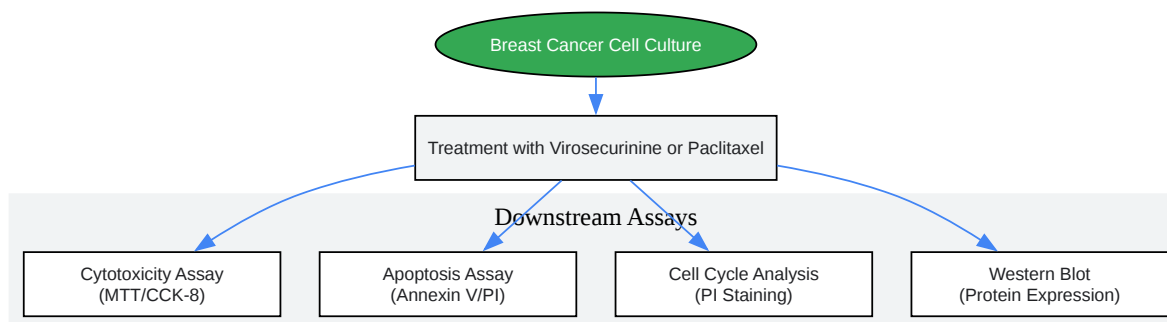 Breast Cancer Cell Culture
Treatment with Virosecurinine or Paclitaxel
Downstream Assays
Cytotoxicity Assay
(MTT/CCK-8)
Apoptosis Assay
(Annexin V/PI)
Cell Cycle Analysis
(PI Staining)
Western Blot
(Protein Expression)